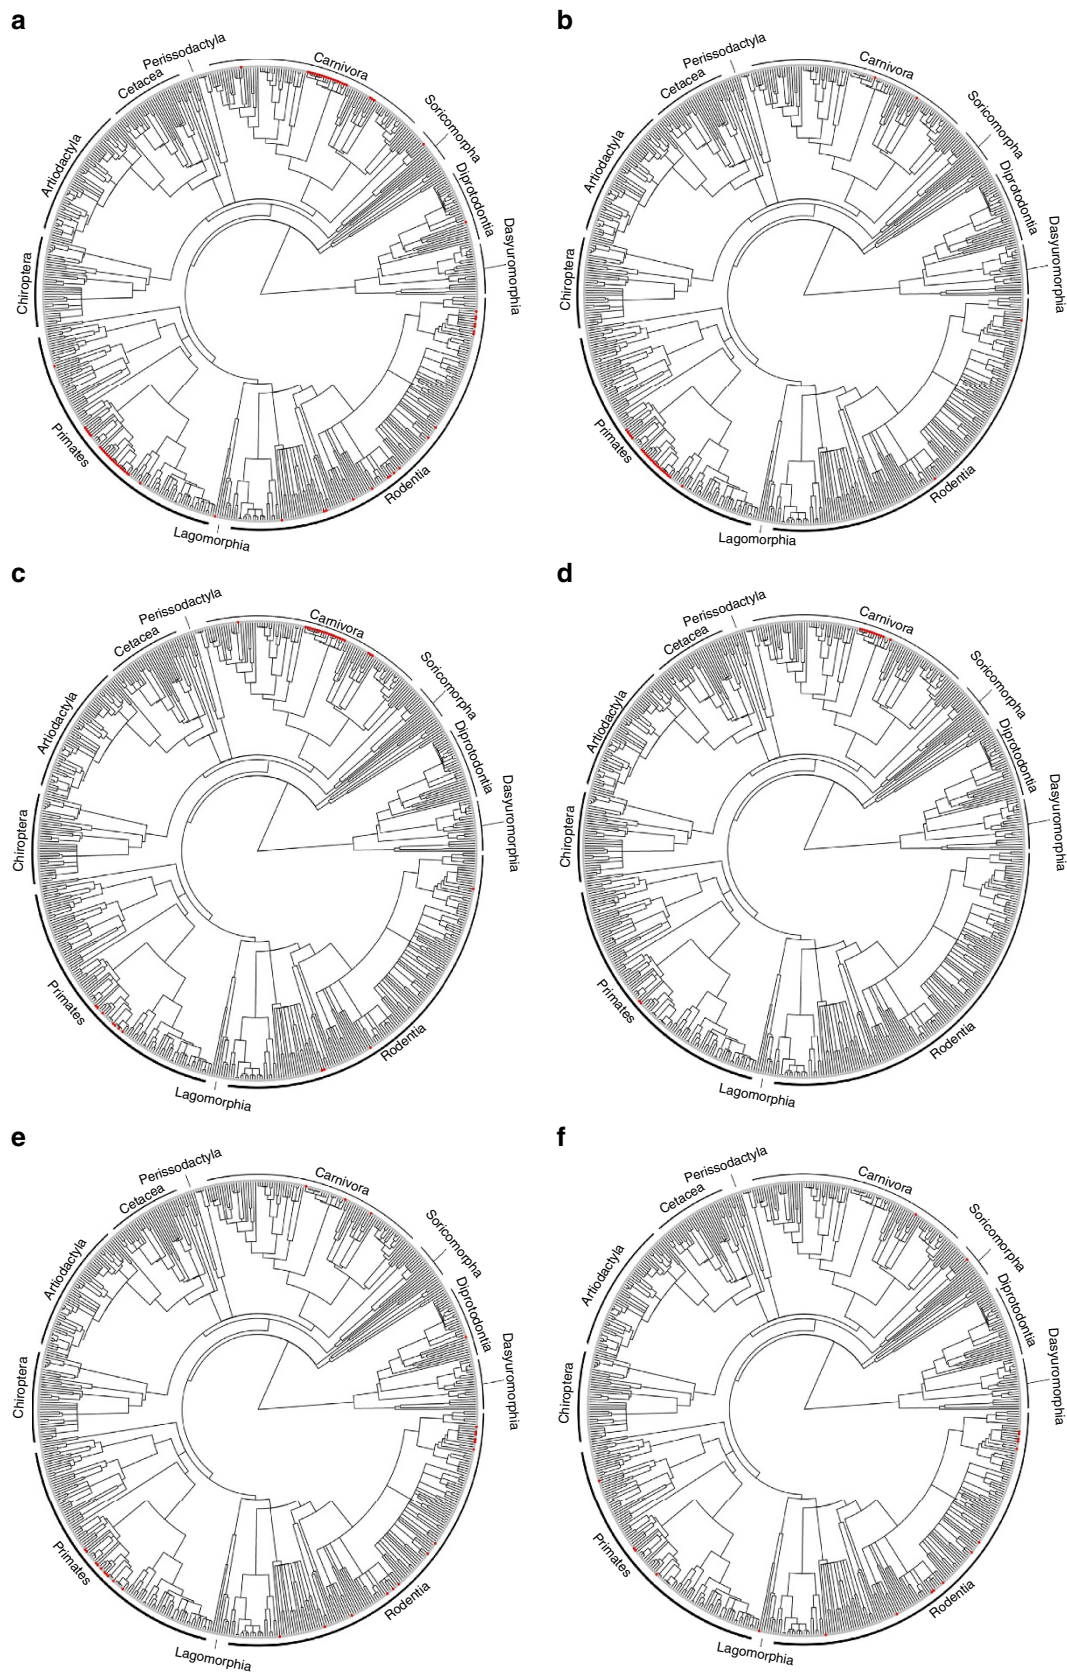 a
Perissodactyla
Carnivora
Cetacea
Soricomorpha
Artiodactyla
Diprotodontia
Dasyuromorphia
Chiroptera
Primates
Rodentia
Lagomorphia
b
Perissodactyla
Carnivora
Cetacea
Soricomorpha
Artiodactyla
Diprotodontia
Dasyuromorphia
Chiroptera
Primates
Rodentia
Lagomorphia
c
Perissodactyla
Carnivora
Cetacea
Soricomorpha
Artiodactyla
Diprotodontia
Dasyuromorphia
Chiroptera
Primates
Rodentia
Lagomorphia
d
Perissodactyla
Carnivora
Cetacea
Soricomorpha
Artiodactyla
Diprotodontia
Dasyuromorphia
Chiroptera
Primates
Rodentia
Lagomorphia
e
Perissodactyla
Carnivora
Cetacea
Soricomorpha
Artiodactyla
Diprotodontia
Dasyuromorphia
Chiroptera
Primates
Rodentia
Lagomorphia
f
Perissodactyla
Carnivora
Cetacea
Soricomorpha
Artiodactyla
Diprotodontia
Dasyuromorphia
Chiroptera
Primates
Rodentia
Lagomorphia